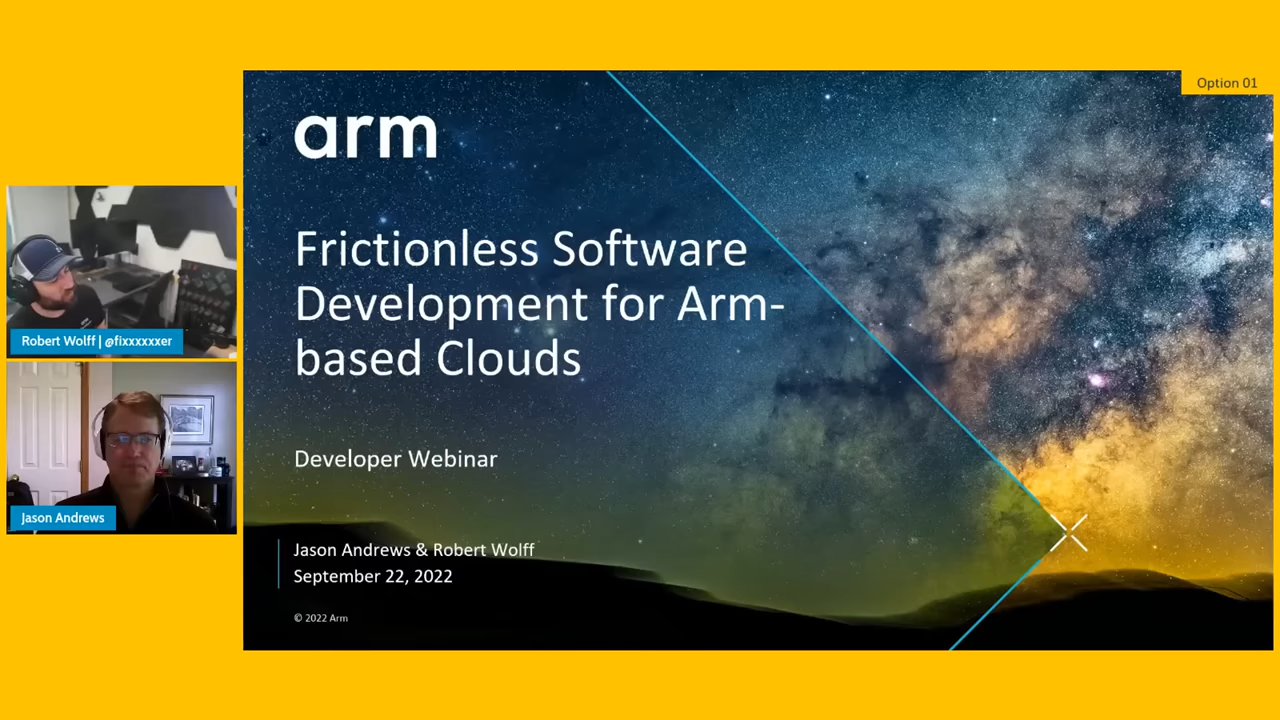 Option 01
arm
Frictionless Software
Development for Arm-
based Clouds
Developer Webinar
Jason Andrews & Robert Wolff
September 22, 2022
© 2022 Arm
Robert Wolff | @fixxxxxxer
Jason Andrews